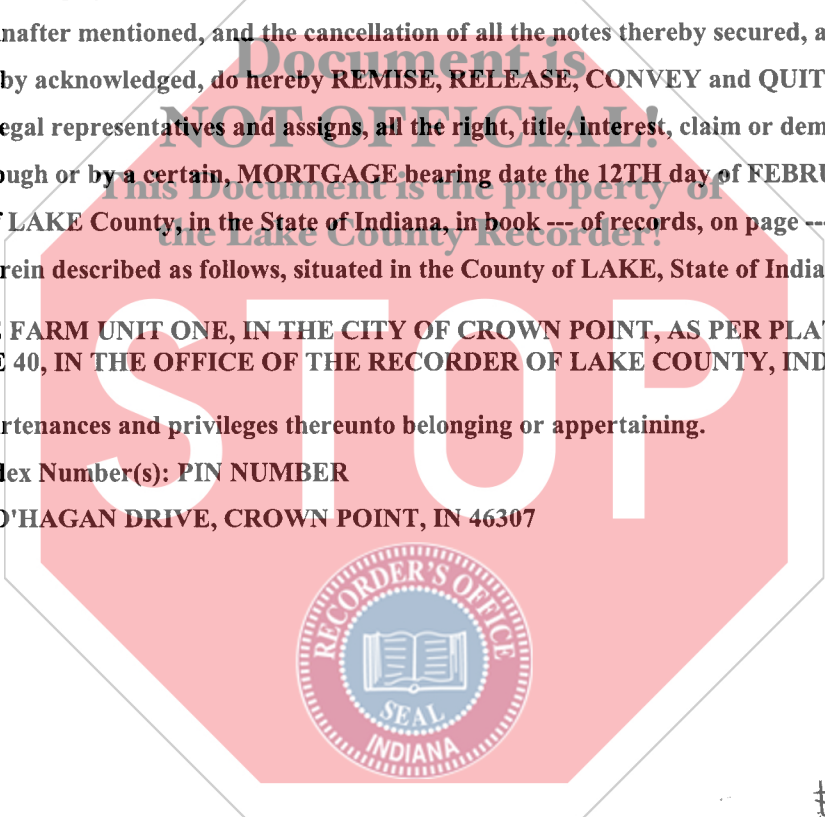 nafter mentioned, and the cancellation of all the notes thereby secured, a
Document is
by acknowledged, do hereby REMISE, RELEASE, CONVEY and QUIT
NOT OFFICIAL!
egal representatives and assigns, all the right, title, interest, claim or dem
ough or by a certain, MORTGAGE bearing date the 12TH day of FEBRU
This Document is the property of
LAKE County, in the State of Indiana, in book --- of records, on page ---
the Lake County Recorder!
rein described as follows, situated in the County of LAKE, State of India
FARM UNIT ONE, IN THE CITY OF CROWN POINT, AS PER PLAT
E 40, IN THE OFFICE OF THE RECORDER OF LAKE COUNTY, IND
STOP
rtenances and privileges thereunto belonging or appertaining.
dex Number(s): PIN NUMBER
O'HAGAN DRIVE, CROWN POINT, IN 46307
RECORDER'S OFFICE
SEAL
INDIANA